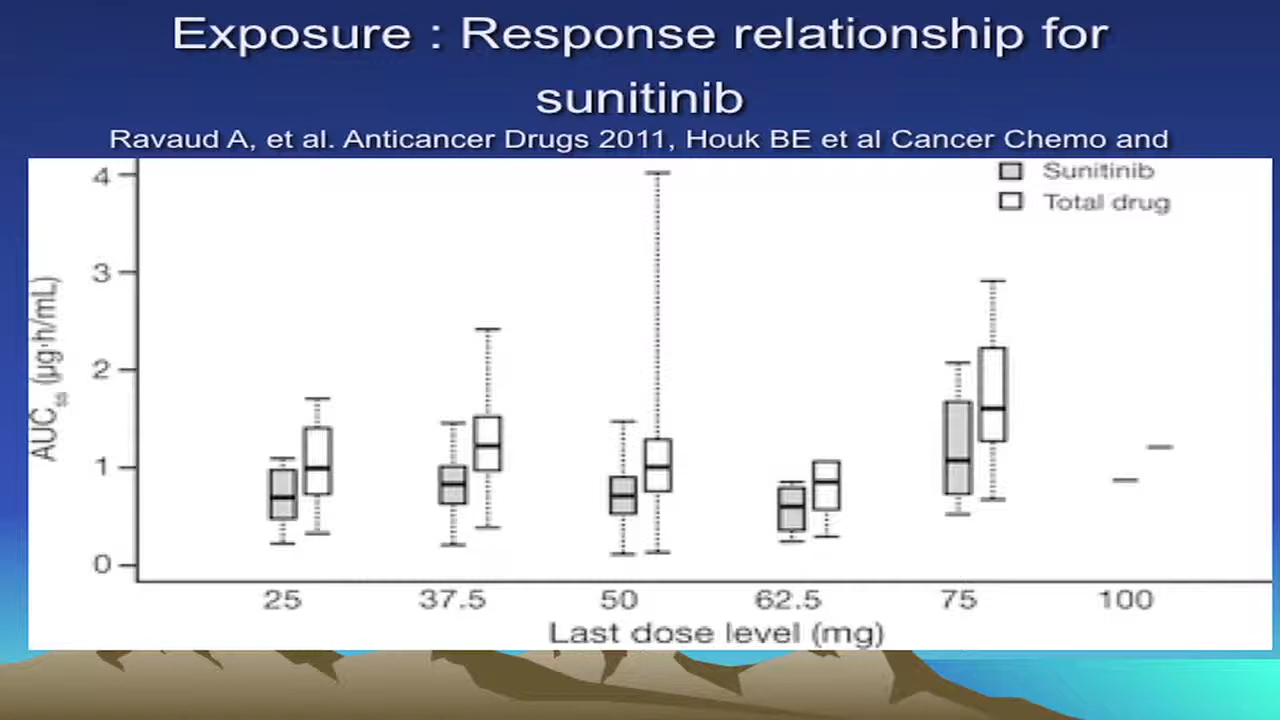 Exposure : Response relationship for
sunitinib
Ravaud A, et al. Anticancer Drugs 2011, Houk BE et al Cancer Chemo and
Sunitinib
Total drug
4
3
2
1
0
AUCss (µg·h/mL)
25 37.5 50 62.5 75 100
Last dose level (mg)